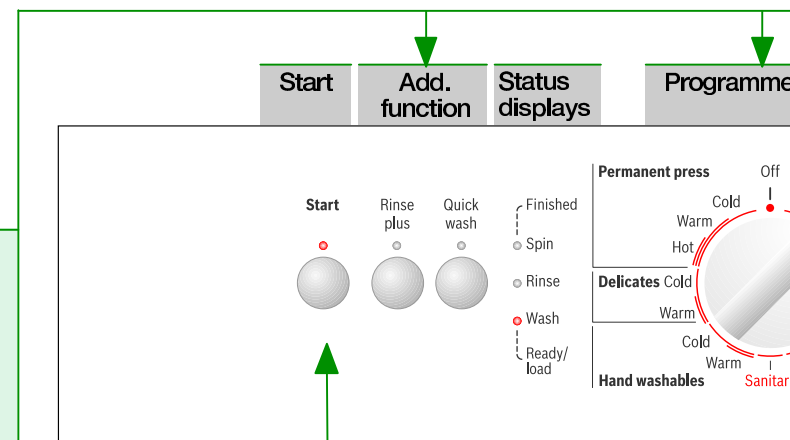 Start
Add.
function
Status
displays
Programme
Start
Rinse
plus
Quick
wash
Finished
Spin
Rinse
Wash
Ready/
load
Permanent press
Off
Cold
Warm
Hot
Delicates Cold
Warm
Cold
Warm
Hand washables
Sanitar